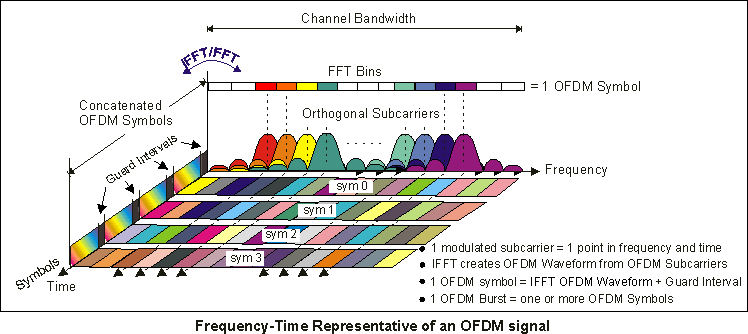 Channel Bandwidth
IFFT/FFT
FFT Bins
= 1 OFDM Symbol
Concatenated
OFDM Symbols
Orthogonal Subcarriers
Guard Intervals
Frequency
sym 0
sym 1
sym 2
sym 3
Symbols
Time
1 modulated subcarrier = 1 point in frequency and time
IFFT creates OFDM Waveform from OFDM Subcarriers
1 OFDM symbol = IFFT OFDM Waveform + Guard Interval
1 OFDM Burst = one or more OFDM Symbols
Frequency-Time Representative of an OFDM signal